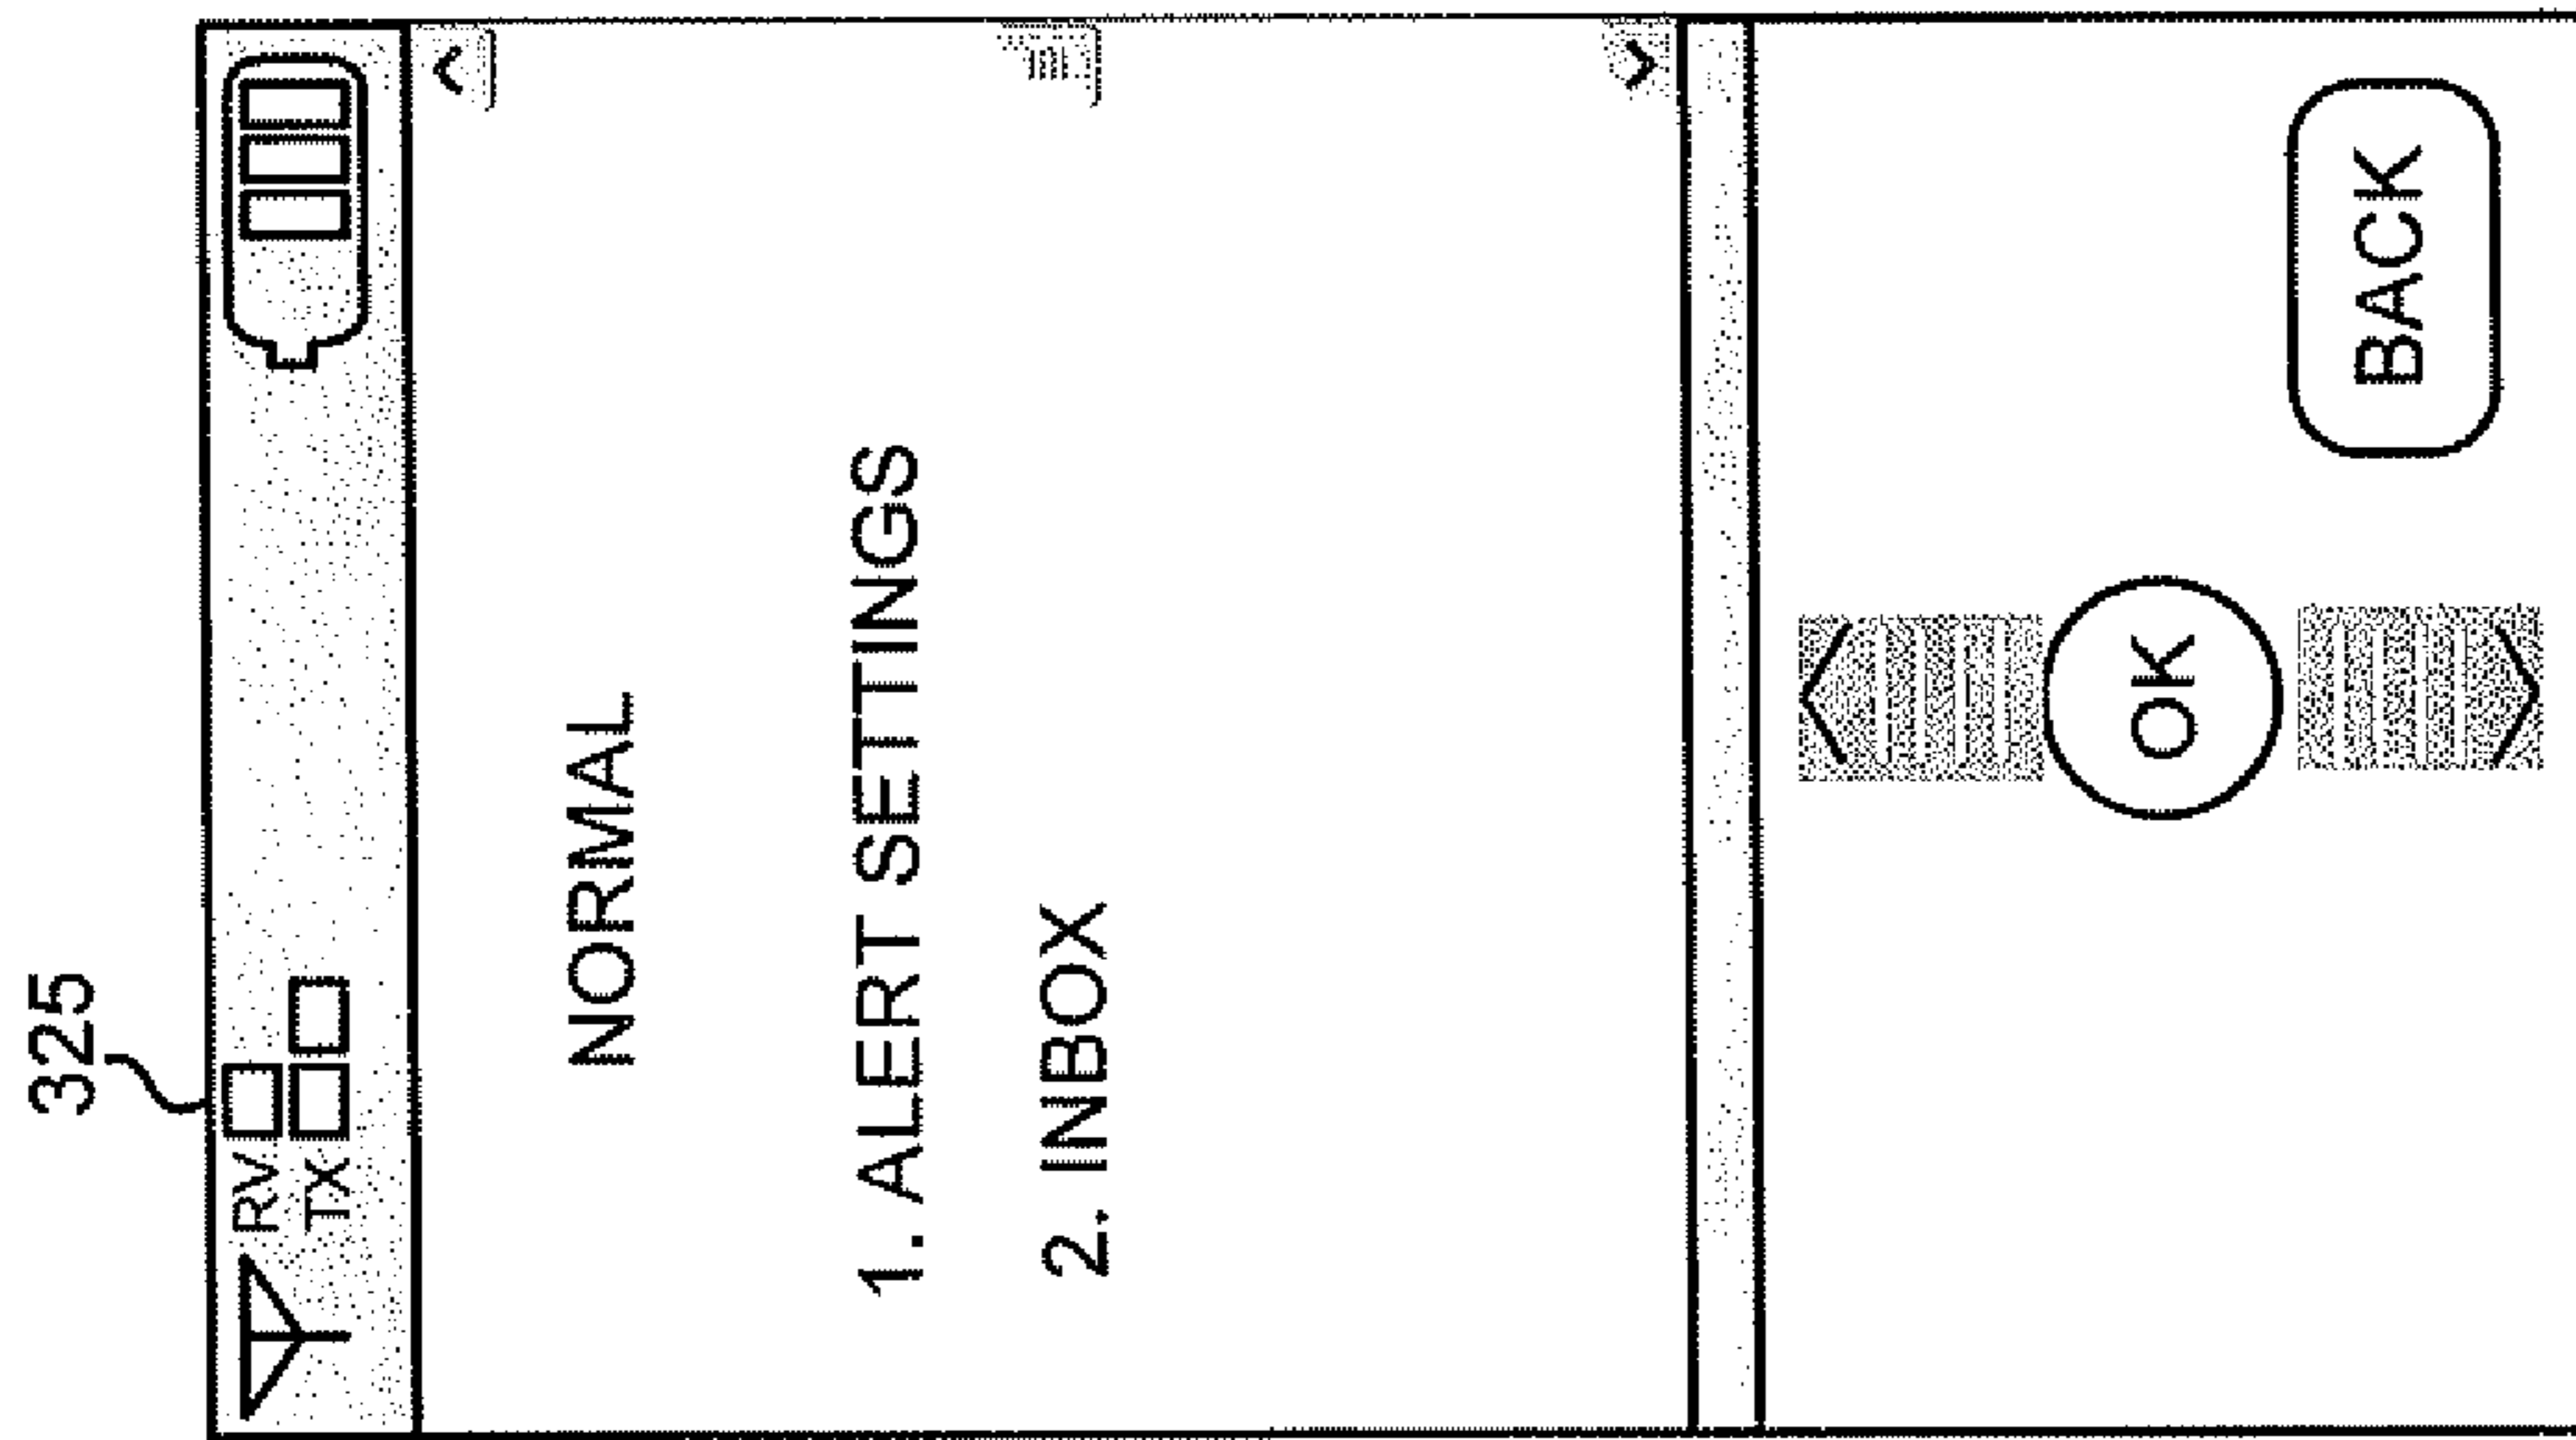 325
RV
TX
NORMAL
1. ALERT SETTINGS
2. INBOX
OK
BACK